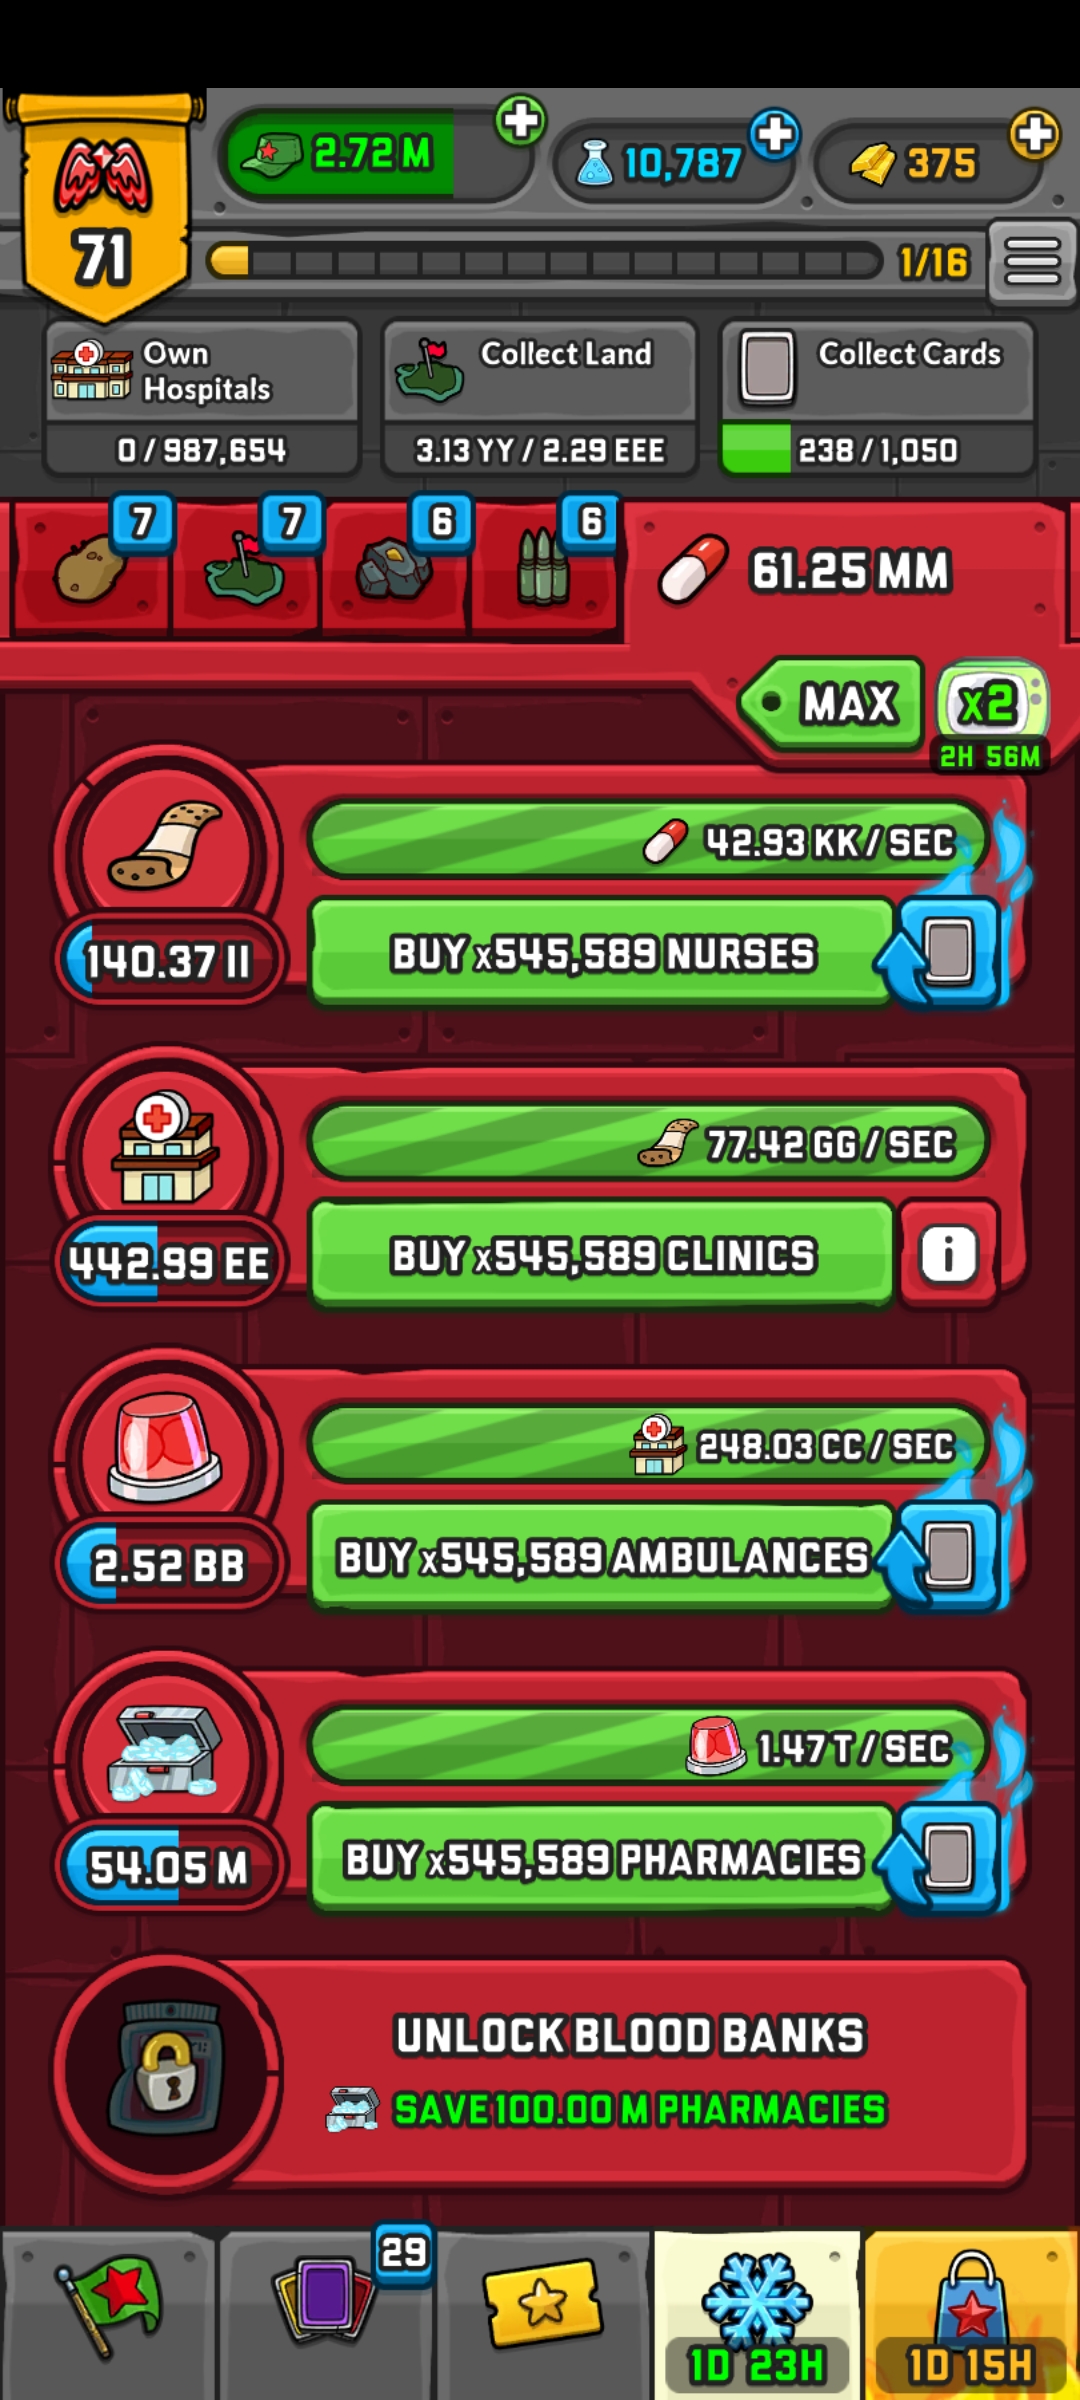 71
2.72 M
10,787
375
1/16
Own
Hospitals
0 / 987,654
Collect Land
3.13 YY / 2.29 EEE
Collect Cards
238 / 1,050
7
7
6
6
61.25 MM
MAX
x2
2H 56M
42.93 KK / SEC
140.37 II
BUY x545,589 NURSES
77.42 GG / SEC
442.99 EE
BUY x545,589 CLINICS
i
248.03 CC / SEC
2.52 BB
BUY x545,589 AMBULANCES
1.47 T / SEC
54.05 M
BUY x545,589 PHARMACIES
UNLOCK BLOOD BANKS
SAVE 100.00 M PHARMACIES
29
1D 23H
1D 15H